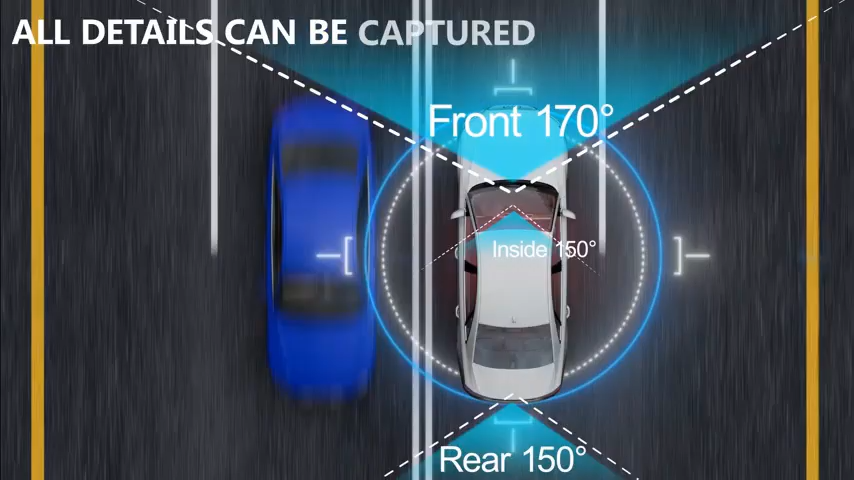 ALL DETAILS CAN BE CAPTURED
Front 170°
Inside 150°
Rear 150°